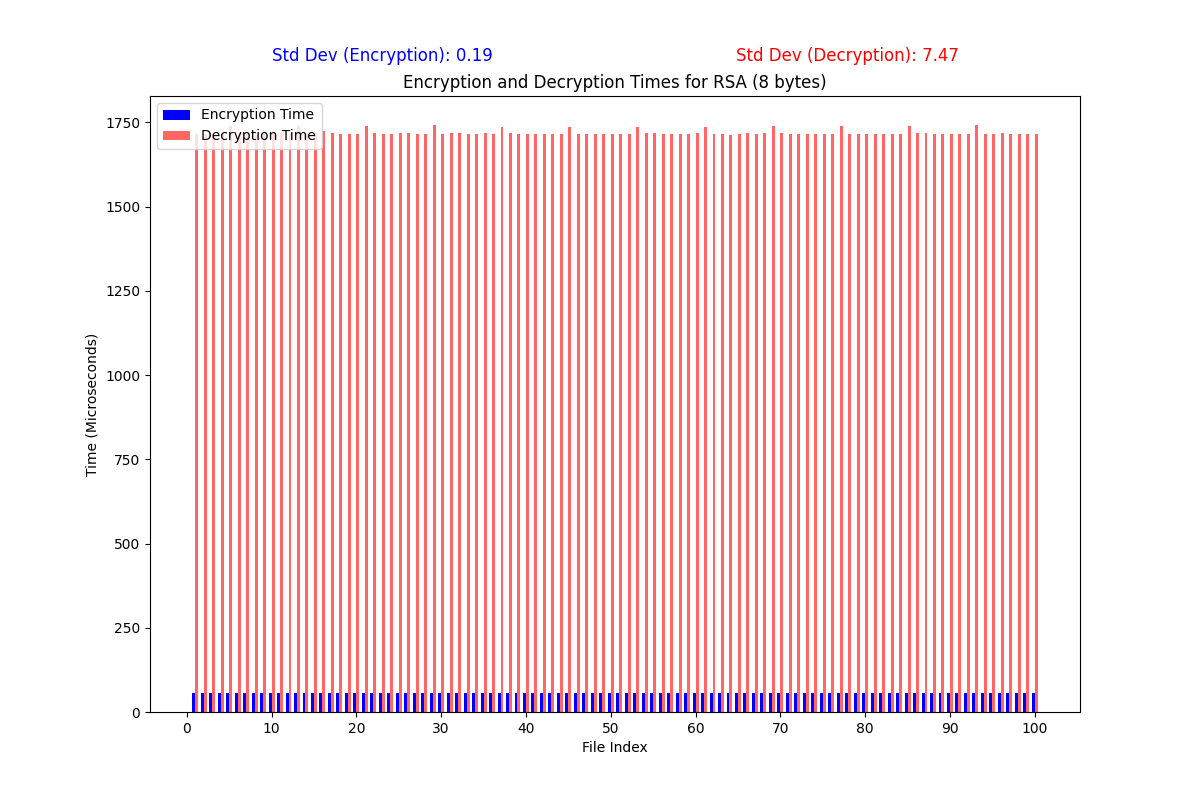 Std Dev (Encryption): 0.19
Std Dev (Decryption): 7.47
Encryption and Decryption Times for RSA (8 bytes)
Encryption Time
Decryption Time
1750
1500
1250
1000
750
500
250
0
Time (Microseconds)
0 10 20 30 40 50 60 70 80 90 100
File Index